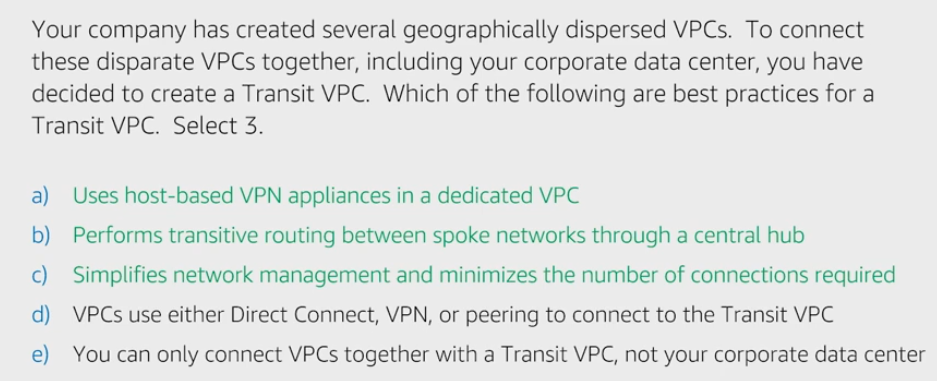 Your company has created several geographically dispersed VPCs.  To connect
these disparate VPCs together, including your corporate data center, you have
decided to create a Transit VPC.  Which of the following are best practices for a
Transit VPC.  Select 3.
a) Uses host-based VPN appliances in a dedicated VPC
b) Performs transitive routing between spoke networks through a central hub
c) Simplifies network management and minimizes the number of connections required
d) VPCs use either Direct Connect, VPN, or peering to connect to the Transit VPC
e) You can only connect VPCs together with a Transit VPC, not your corporate data center